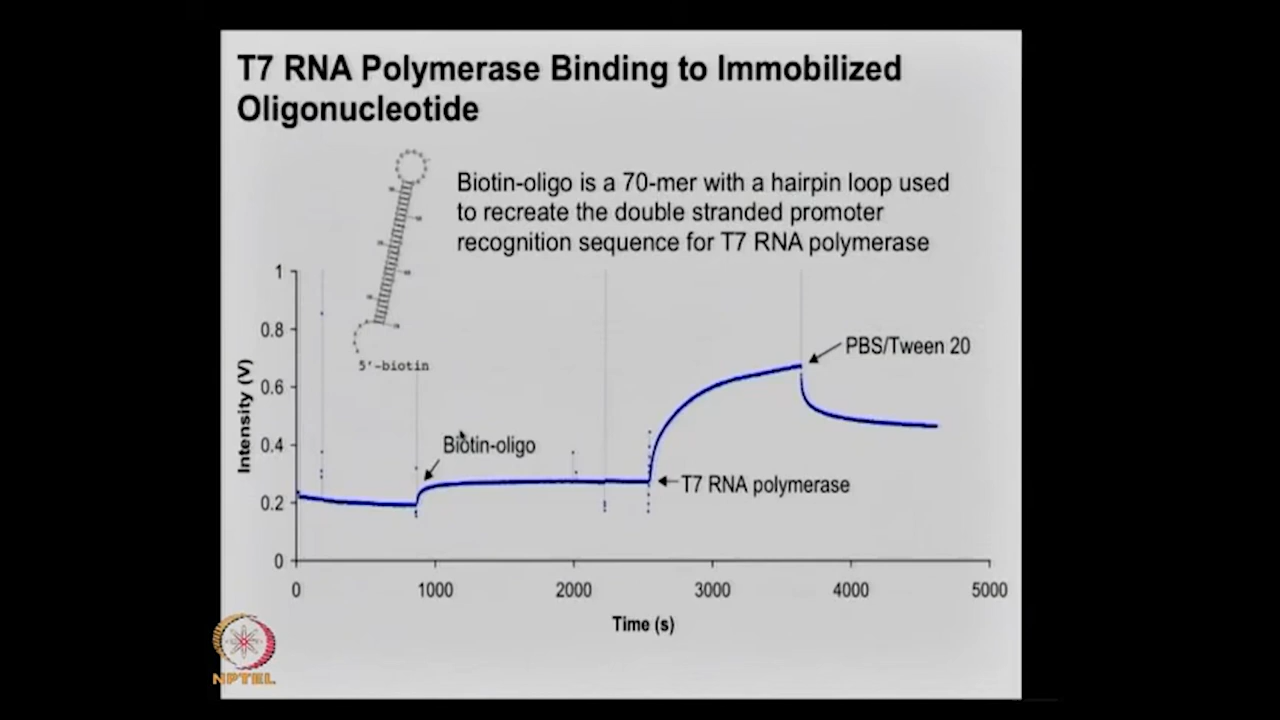 T7 RNA Polymerase Binding to Immobilized
Oligonucleotide
Biotin-oligo is a 70-mer with a hairpin loop used
to recreate the double stranded promoter
recognition sequence for T7 RNA polymerase
5'-biotin
Intensity (V)
1
0.8
0.6
0.4
0.2
0
Biotin-oligo
T7 RNA polymerase
PBS/Tween 20
0 1000 2000 3000 4000 5000
Time (s)
NPTEL